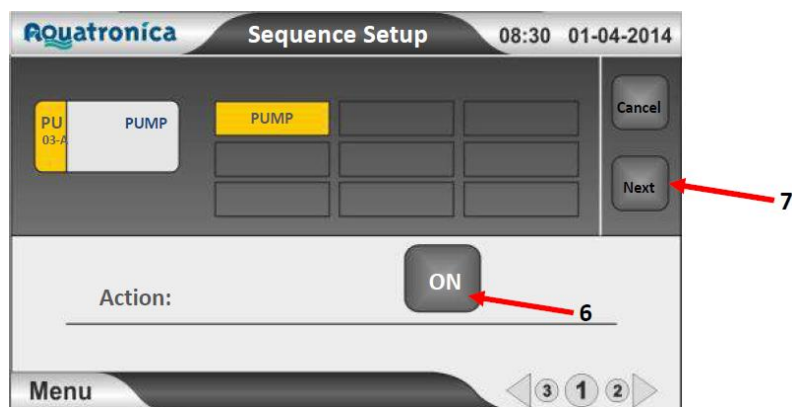 Aquatronica Sequence Setup 08:30 01-04-2014
PU PUMP
03-A
PUMP
Cancel
Next
7
Action: ON
6
Menu
3 1 2